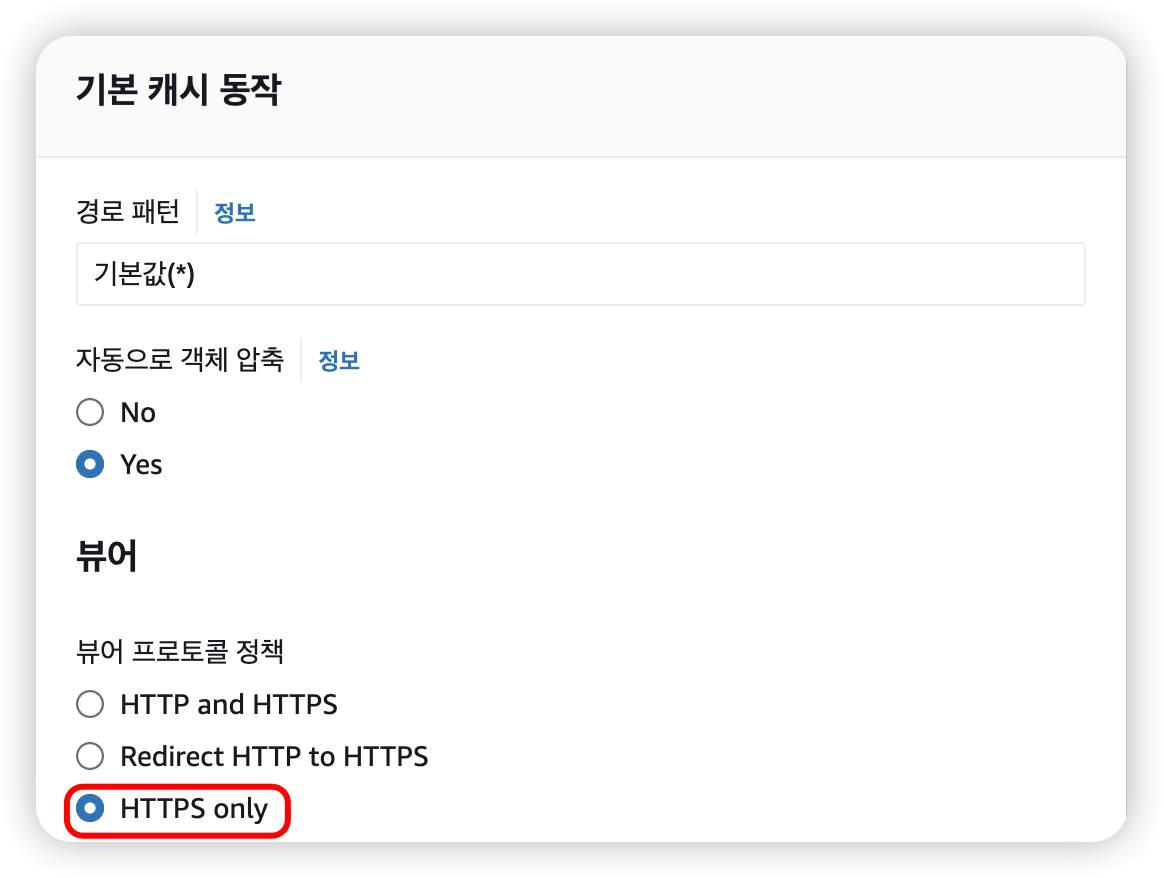 기본 캐시 동작
경로 패턴 정보
기본값(*)
자동으로 객체 압축 정보
No
Yes
뷰어
뷰어 프로토콜 정책
HTTP and HTTPS
Redirect HTTP to HTTPS
HTTPS only